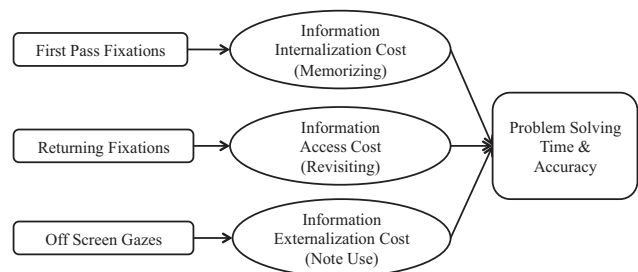 First Pass Fixations
Information
Internalization Cost
(Memorizing)
Returning Fixations
Information
Access Cost
(Revisiting)
Problem Solving
Time &
Accuracy
Off Screen Gazes
Information
Externalization Cost
(Note Use)